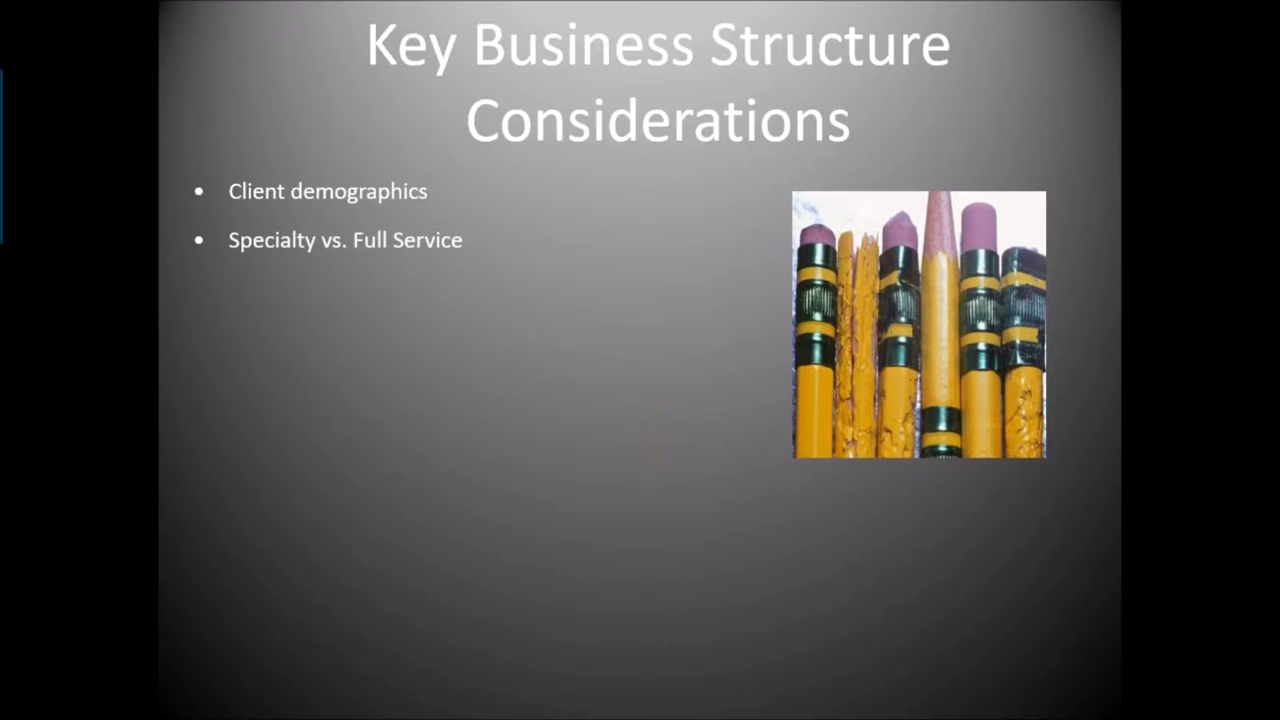 Key Business Structure
Considerations
• Client demographics
• Specialty vs. Full Service